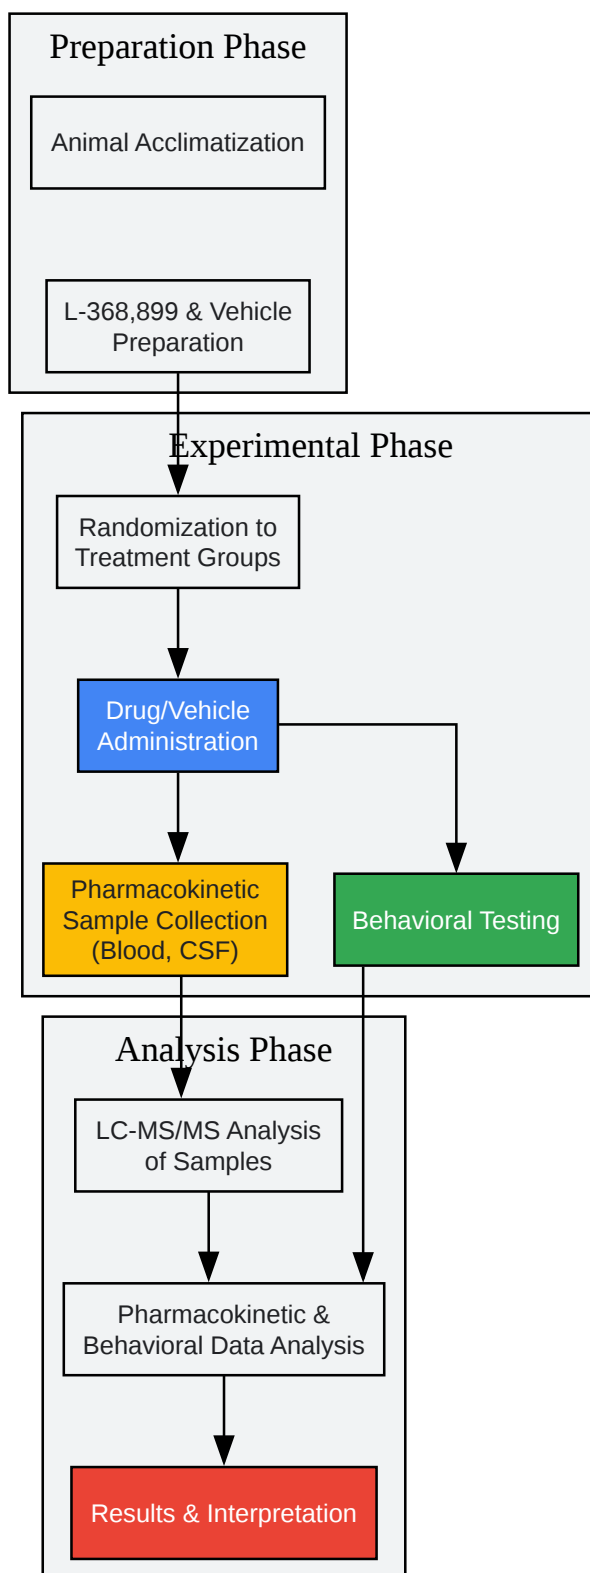 Preparation Phase
Animal Acclimatization
L-368,899 & Vehicle
Preparation
Experimental Phase
Randomization to
Treatment Groups
Drug/Vehicle
Administration
Pharmacokinetic
Sample Collection
(Blood, CSF)
Behavioral Testing
Analysis Phase
LC-MS/MS Analysis
of Samples
Pharmacokinetic &
Behavioral Data Analysis
Results & Interpretation